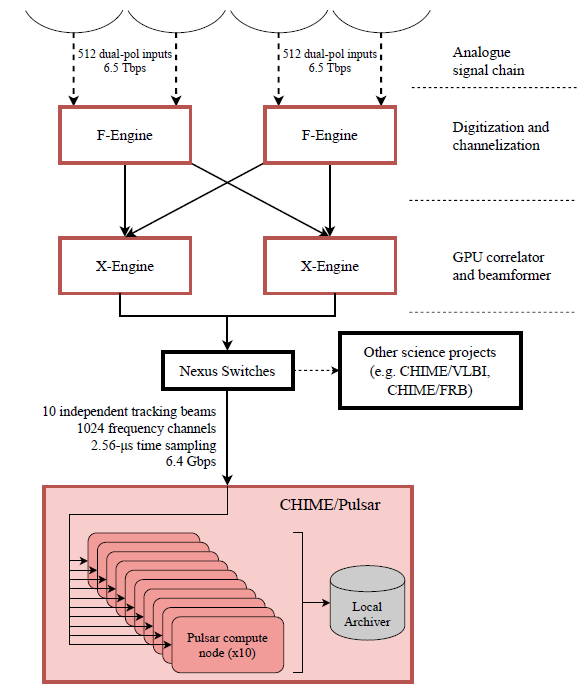 512 dual-pol inputs
6.5 Tbps
512 dual-pol inputs
6.5 Tbps
Analogue
signal chain
F-Engine
F-Engine
Digitization and
channelization
X-Engine
X-Engine
GPU correlator
and beamformer
Nexus Switches
Other science projects
(e.g. CHIME/VLBI,
CHIME/FRB)
10 independent tracking beams
1024 frequency channels
2.56-μs time sampling
6.4 Gbps
CHIME/Pulsar
Pulsar compute
node (x10)
Local
Archiver